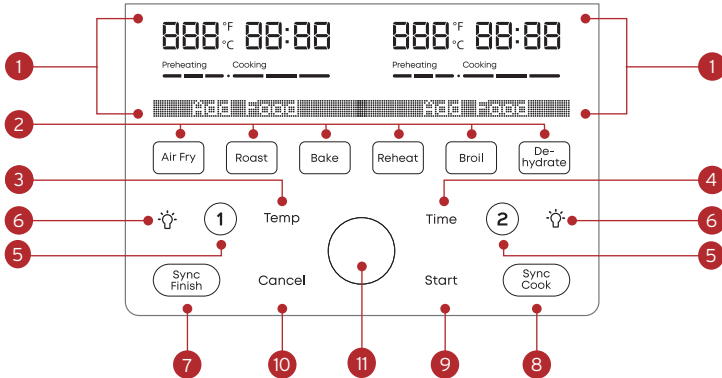 888 °F °C 88:88 888 °F °C 88:88
Preheating Cooking Preheating Cooking
1 1
Add Food Add Food
2
Air Fry Roast Bake Reheat Broil De-
hydrate
3 4
6 1 Temp Time 2 6
5 5
Sync
Finish Cancel Start Sync
Cook
7 10 11 9 8